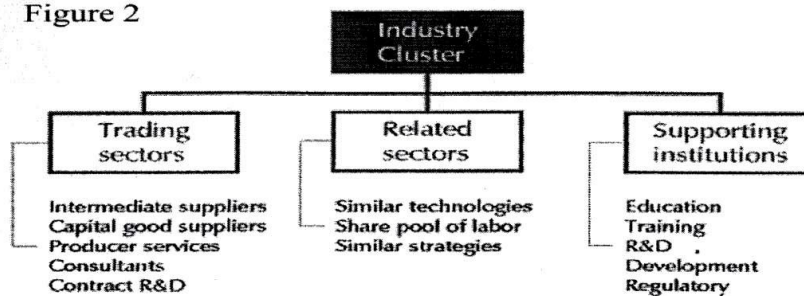 Figure 2
Industry
Cluster
Trading
sectors
Intermediate suppliers
Capital good suppliers
Producer services
Consultants
Contract R&D
Related
sectors
Similar technologies
Share pool of labor
Similar strategies
Supporting
institutions
Education
Training
R&D
Development
Regulatory